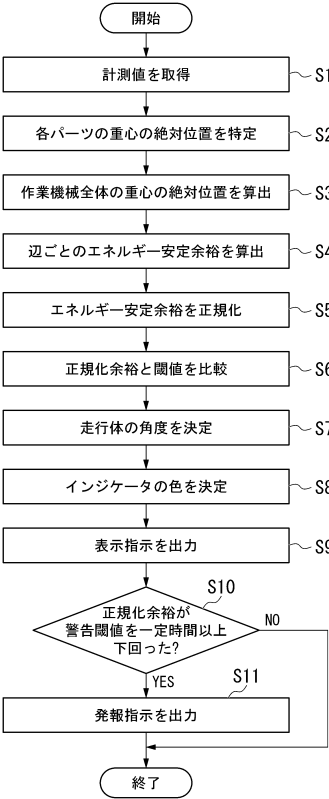 開始
計測値を取得
S1
各パーツの重心の絶対位置を特定
S2
作業機械全体の重心の絶対位置を算出
S3
辺ごとのエネルギー安定余裕を算出
S4
エネルギー安定余裕を正規化
S5
正規化余裕と閾値を比較
S6
走行体の角度を決定
S7
インジケータの色を決定
S8
表示指示を出力
S9
S10
正規化余裕が
警告閾値を一定時間以上
下回った?
NO
YES
S11
発報指示を出力
終了